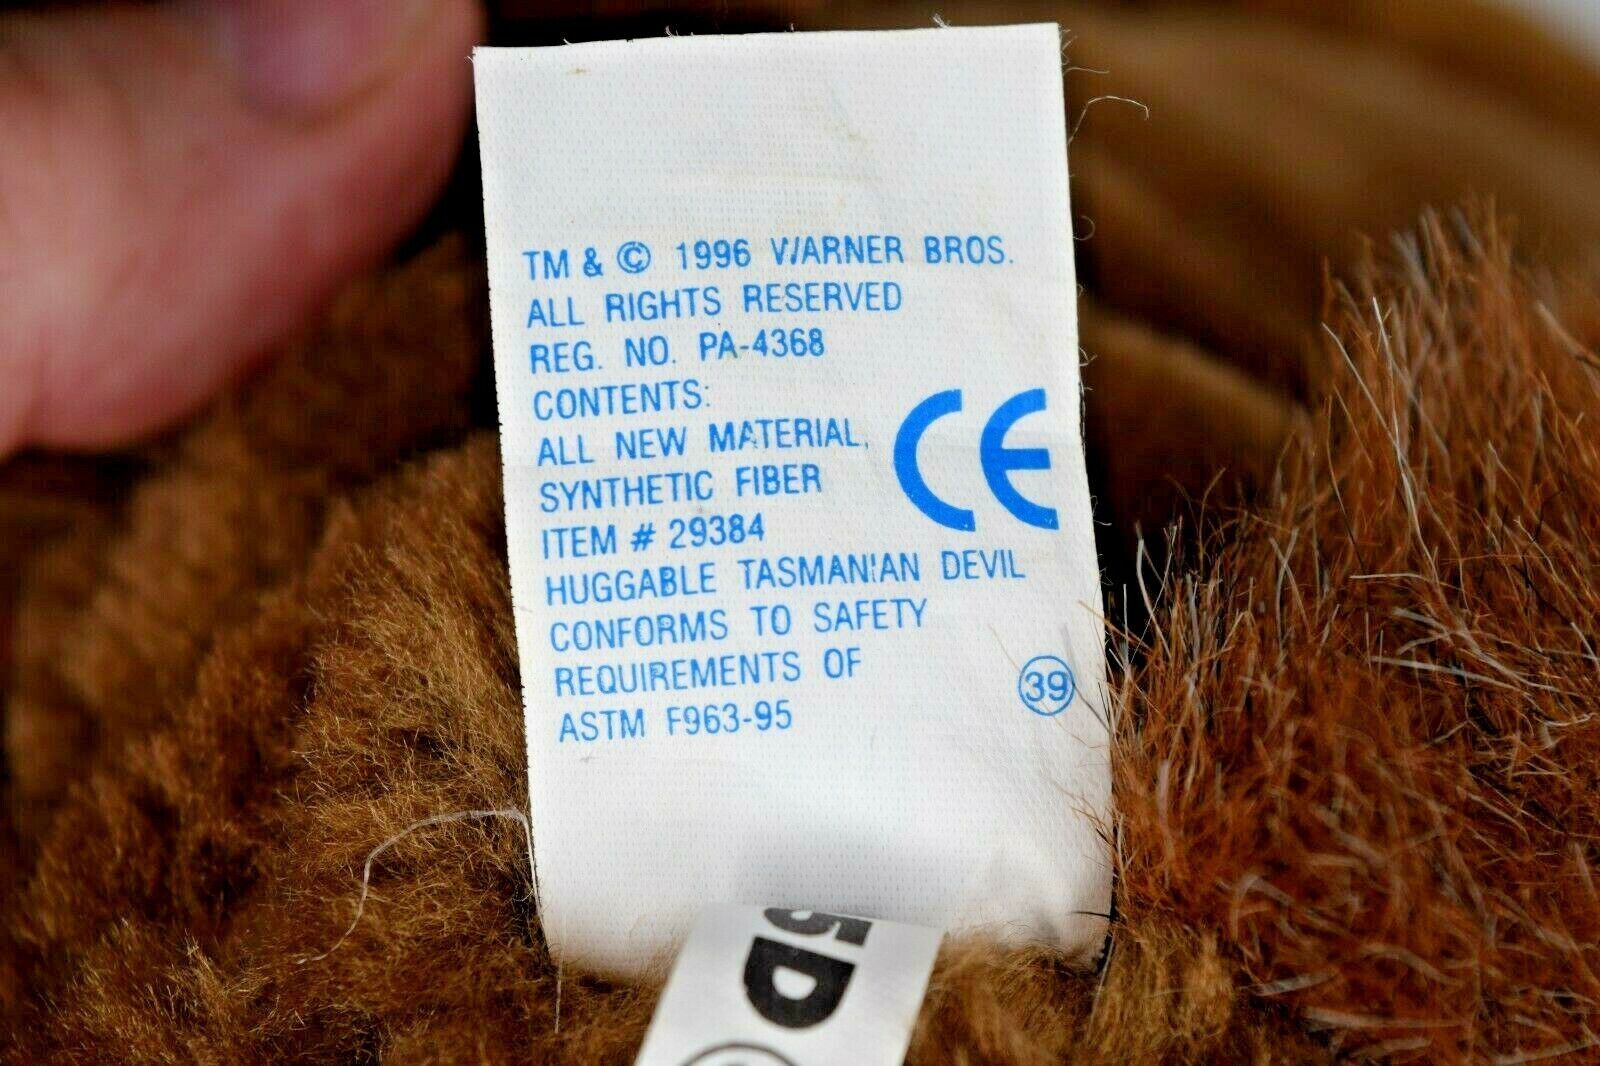 TM & © 1996 WARNER BROS.
ALL RIGHTS RESERVED
REG. NO. PA-4368
CONTENTS:
ALL NEW MATERIAL,
SYNTHETIC FIBER
CE
ITEM # 29384
HUGGABLE TASMANIAN DEVIL
CONFORMS TO SAFETY
REQUIREMENTS OF
39
ASTM F963-95
5D